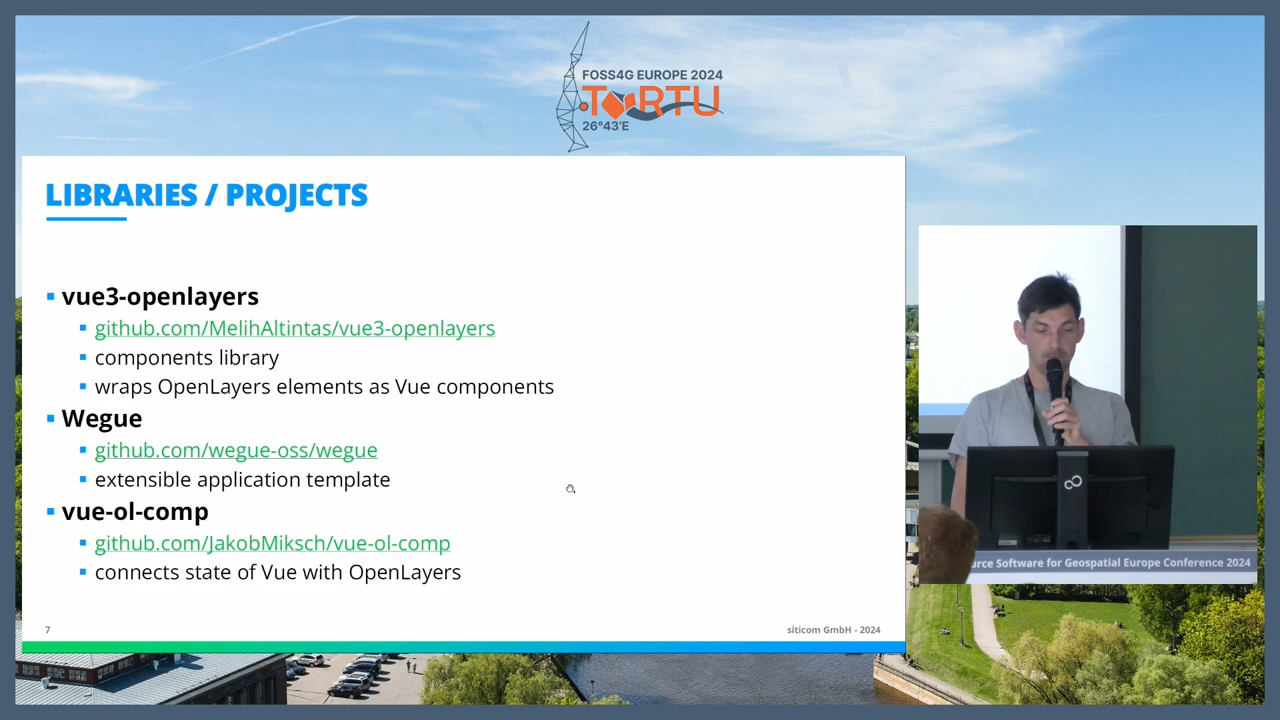 FOSS4G EUROPE 2024
TARTU
26°43'E
LIBRARIES / PROJECTS
vue3-openlayers
github.com/MelihAltintas/vue3-openlayers
components library
wraps OpenLayers elements as Vue components
Wegue
github.com/wegue-oss/wegue
extensible application template
vue-ol-comp
github.com/JakobMiksch/vue-ol-comp
connects state of Vue with OpenLayers
7
siticom GmbH - 2024
Software for Geospatial Europe Conference 2024